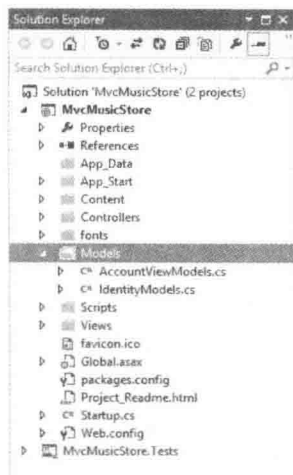 Solution Explorer
Search Solution Explorer (Ctrl+;)
Solution 'MvcMusicStore' (2 projects)
MvcMusicStore
Properties
References
App_Data
App_Start
Content
Controllers
fonts
Models
C# AccountViewModels.cs
C# IdentityModels.cs
Scripts
Views
favicon.ico
Global.asax
packages.config
Project_Readme.html
C# Startup.cs
Web.config
MvcMusicStore.Tests